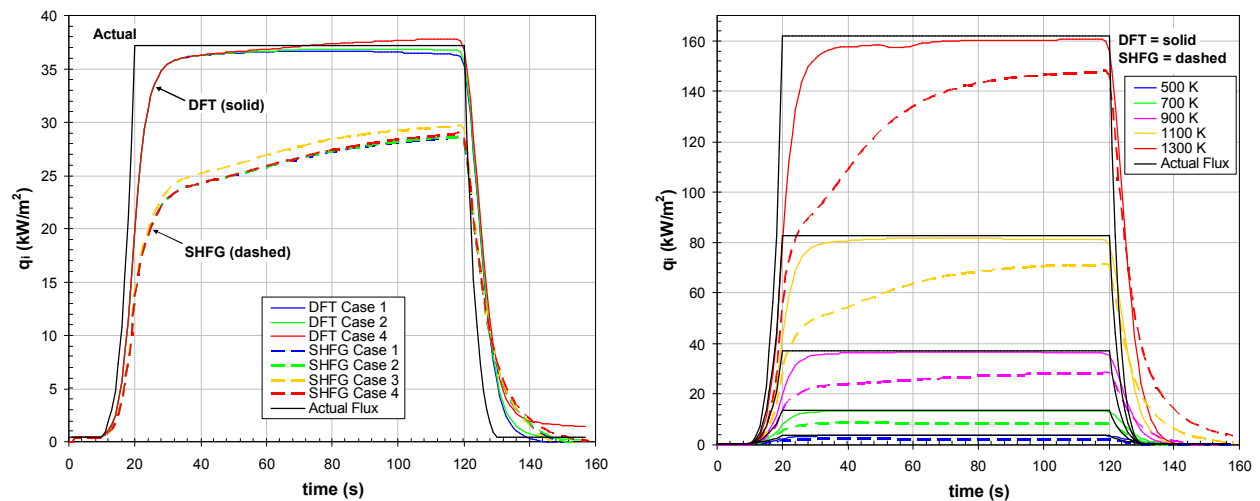 Actual
DFT (solid)
SHFG (dashed)
DFT Case 1
DFT Case 2
DFT Case 4
SHFG Case 1
SHFG Case 2
SHFG Case 3
SHFG Case 4
Actual Flux
qi (kW/m²)
40
35
30
25
20
15
10
5
0
0 20 40 60 80 100 120 140 160
time (s)
DFT = solid
SHFG = dashed
500 K
700 K
900 K
1100 K
1300 K
Actual Flux
qi (kW/m²)
160
140
120
100
80
60
40
20
0
0 20 40 60 80 100 120 140 160
time (s)